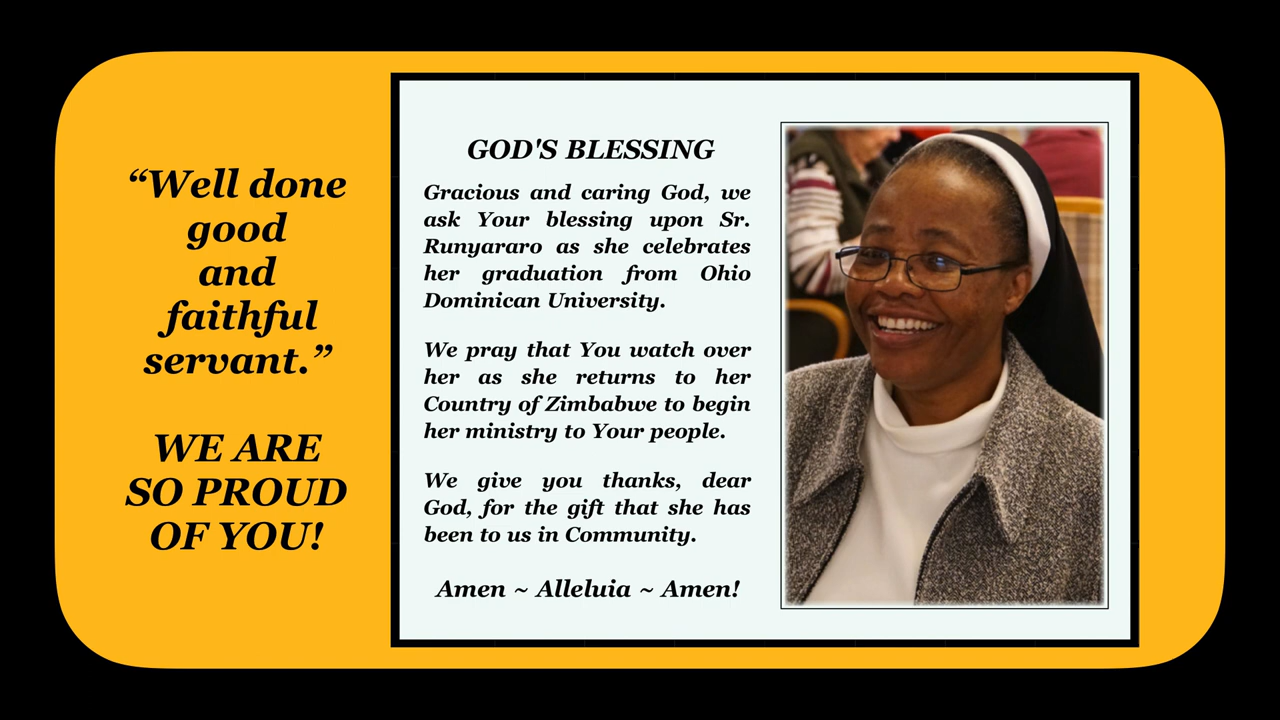 “Well done
good
and
faithful
servant.”
WE ARE
SO PROUD
OF YOU!
GOD'S BLESSING
Gracious and caring God, we
ask Your blessing upon Sr.
Runyararo as she celebrates
her graduation from Ohio
Dominican University.
We pray that You watch over
her as she returns to her
Country of Zimbabwe to begin
her ministry to Your people.
We give you thanks, dear
God, for the gift that she has
been to us in Community.
Amen ~ Alleluia ~ Amen!